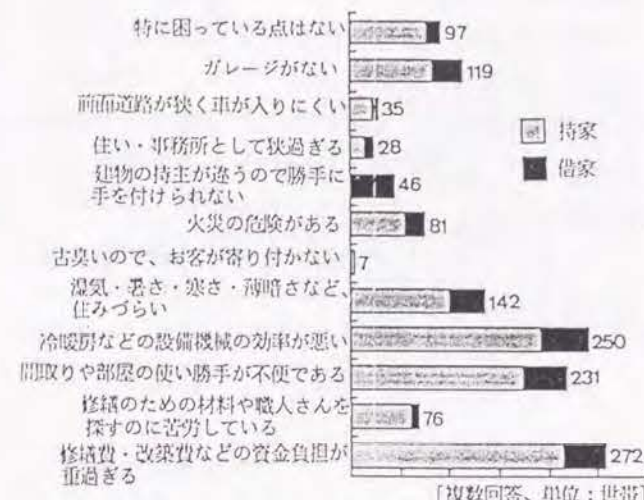 特に困っている点はない 97
ガレージがない 119
前面道路が狭く車が入りにくい 35
住い・事務所として狭過ぎる 28
建物の持主が違うので勝手に
手を付けられない 46
火災の危険がある 81
古臭いので、お客が寄り付かない 7
湿気・暑さ・寒さ・薄暗さなど、
住みづらい 142
冷暖房などの設備機械の効率が悪い 250
間取りや部屋の使い勝手が不便である 231
修繕のための材料や職人さんを
探すのに苦労している 76
修繕費・改築費などの資金負担が
重過ぎる 272
持家
借家
[複数回答、単位:世帯]